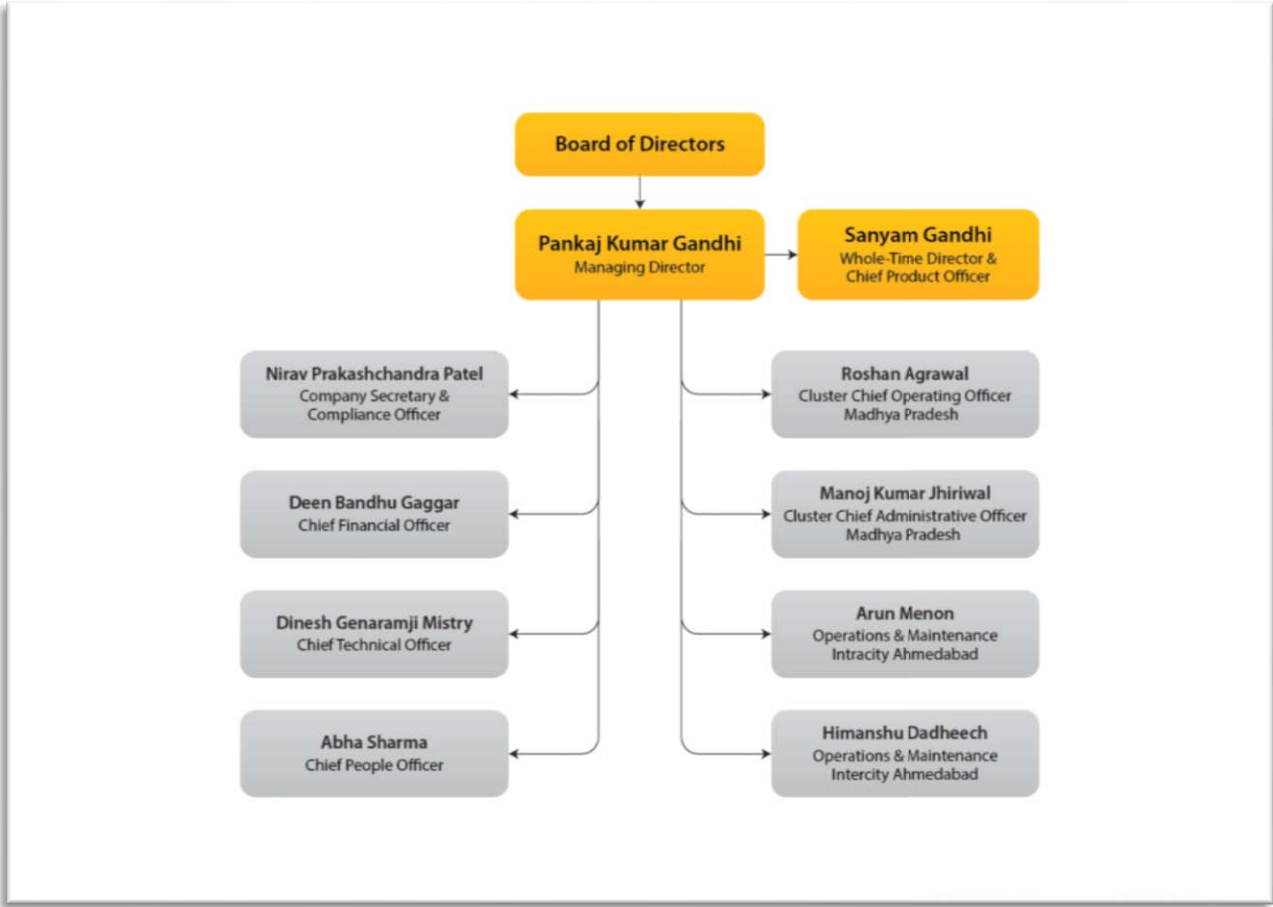 Board of Directors
Pankaj Kumar Gandhi
Managing Director
Sanyam Gandhi
Whole-Time Director &
Chief Product Officer
Nirav Prakashchandra Patel
Company Secretary &
Compliance Officer
Roshan Agrawal
Cluster Chief Operating Officer
Madhya Pradesh
Deen Bandhu Gaggar
Chief Financial Officer
Manoj Kumar Jhiriwal
Cluster Chief Administrative Officer
Madhya Pradesh
Dinesh Genaramji Mistry
Chief Technical Officer
Arun Menon
Operations & Maintenance
Intracity Ahmedabad
Abha Sharma
Chief People Officer
Himanshu Dadheech
Operations & Maintenance
Intercity Ahmedabad